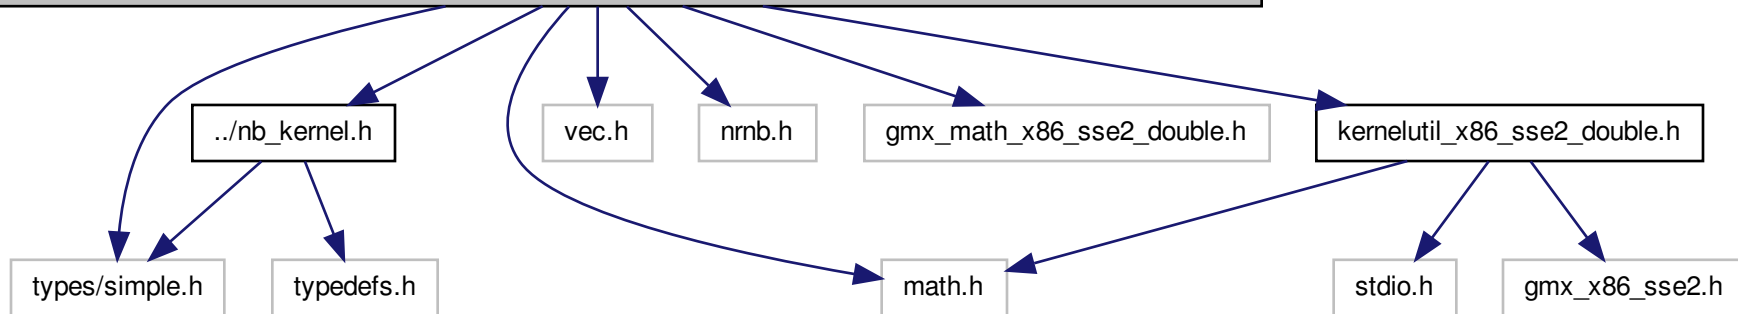 ../nb_kernel.h
vec.h
nrnb.h
gmx_math_x86_sse2_double.h
kernelutil_x86_sse2_double.h
types/simple.h
typedefs.h
math.h
stdio.h
gmx_x86_sse2.h